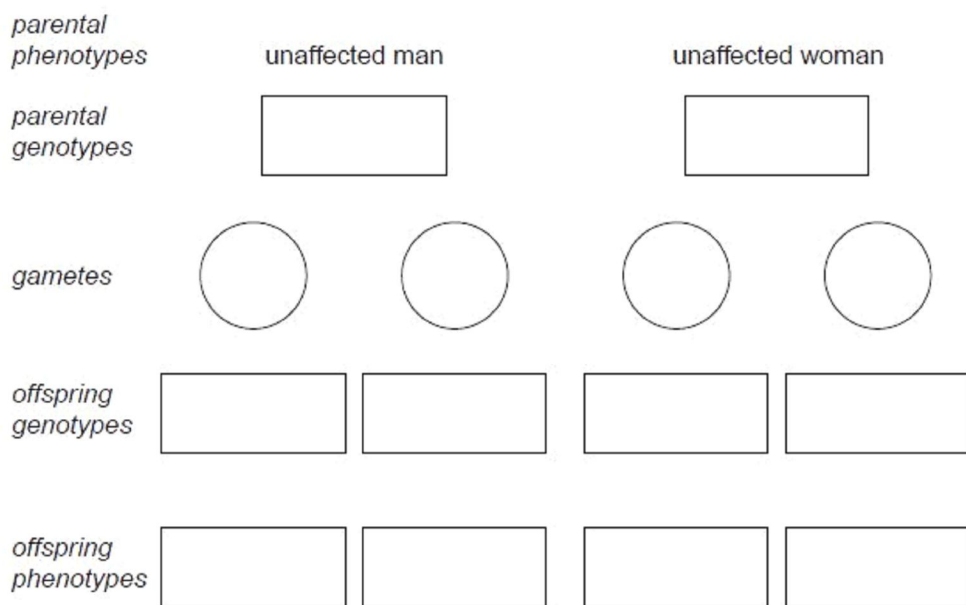 parental
phenotypes
unaffected man
unaffected woman
parental
genotypes
gametes
offspring
genotypes
offspring
phenotypes